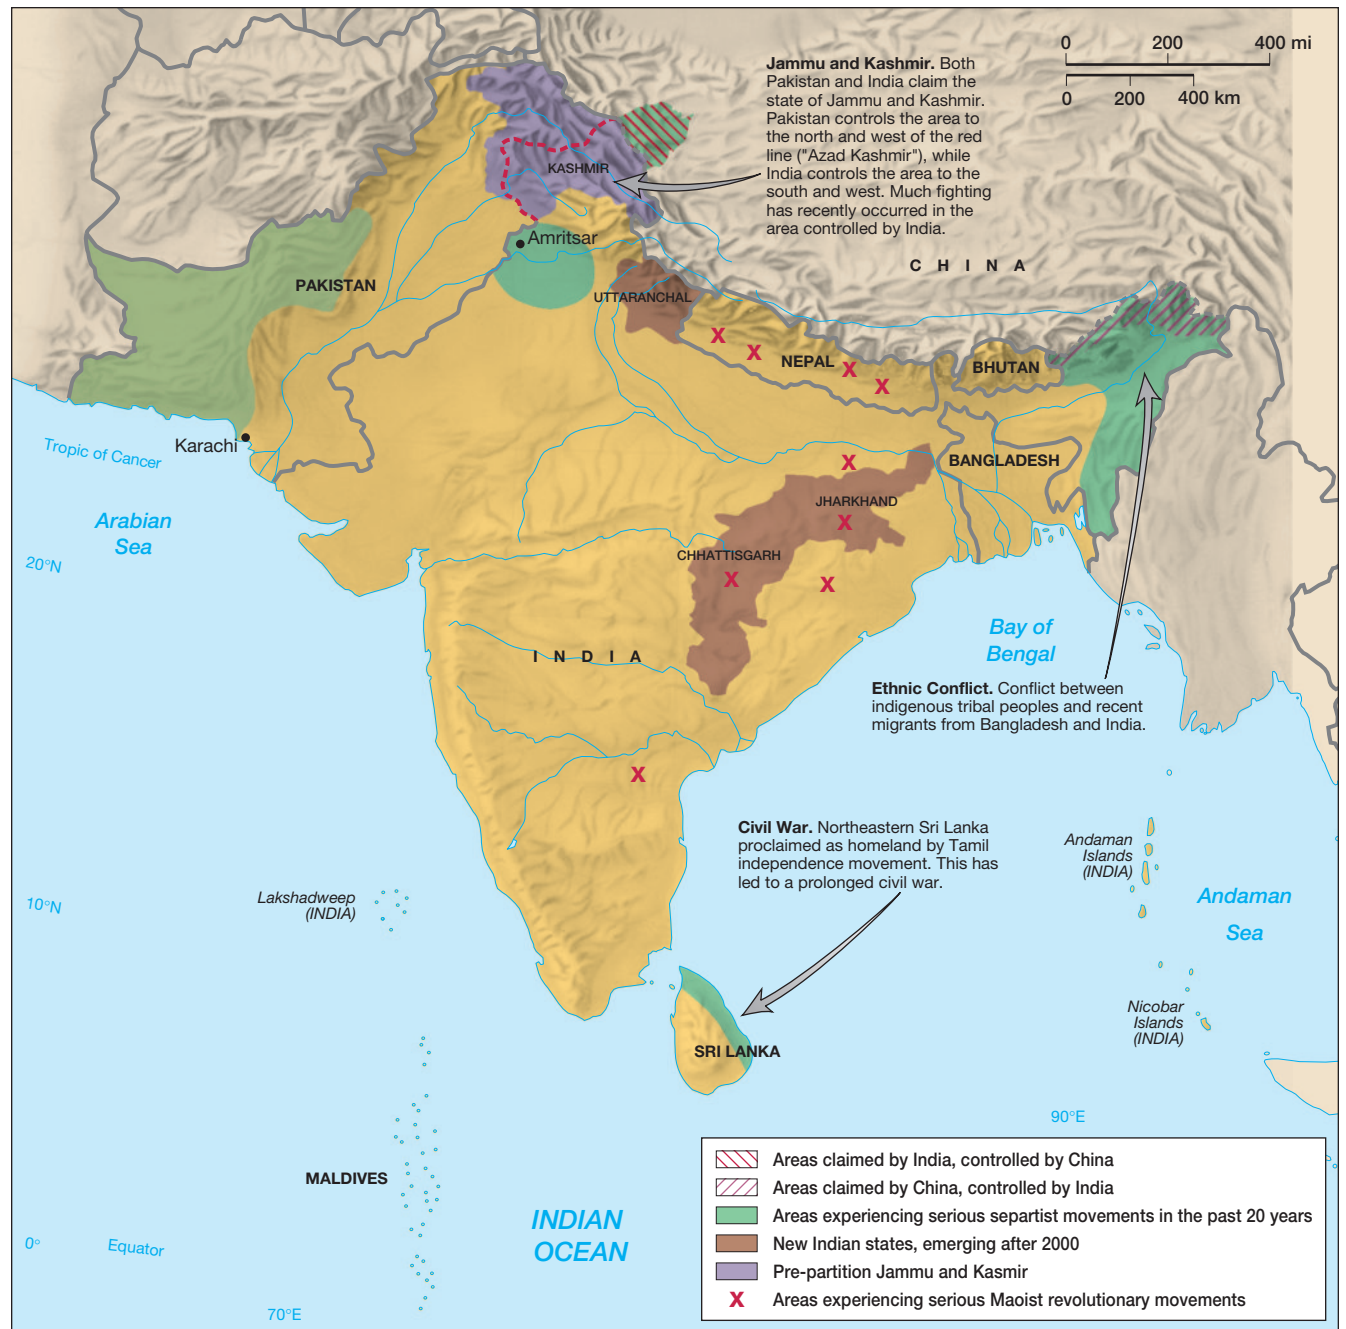 0 200 400 mi
0 200 400 km
Jammu and Kashmir. Both
Pakistan and India claim the
state of Jammu and Kashmir.
Pakistan controls the area to
the north and west of the red
line ("Azad Kashmir"), while
India controls the area to the
south and west. Much fighting
has recently occurred in the
area controlled by India.
KASHMIR
Amritsar
CHINA
PAKISTAN
UTTARANCHAL
NEPAL
BHUTAN
Karachi
Tropic of Cancer
BANGLADESH
JHARKHAND
Arabian
Sea
CHHATTISGARH
20°N
INDIA
Bay of
Bengal
Ethnic Conflict. Conflict between
indigenous tribal peoples and recent
migrants from Bangladesh and India.
Civil War. Northeastern Sri Lanka
proclaimed as homeland by Tamil
independence movement. This has
led to a prolonged civil war.
Andaman
Islands
(INDIA)
Lakshadweep
(INDIA)
10°N
Andaman
Sea
Nicobar
Islands
(INDIA)
SRI LANKA
90°E
MALDIVES
INDIAN
OCEAN
0°
Equator
70°E
Areas claimed by India, controlled by China
Areas claimed by China, controlled by India
Areas experiencing serious separtist movements in the past 20 years
New Indian states, emerging after 2000
Pre-partition Jammu and Kasmir
X Areas experiencing serious Maoist revolutionary movements